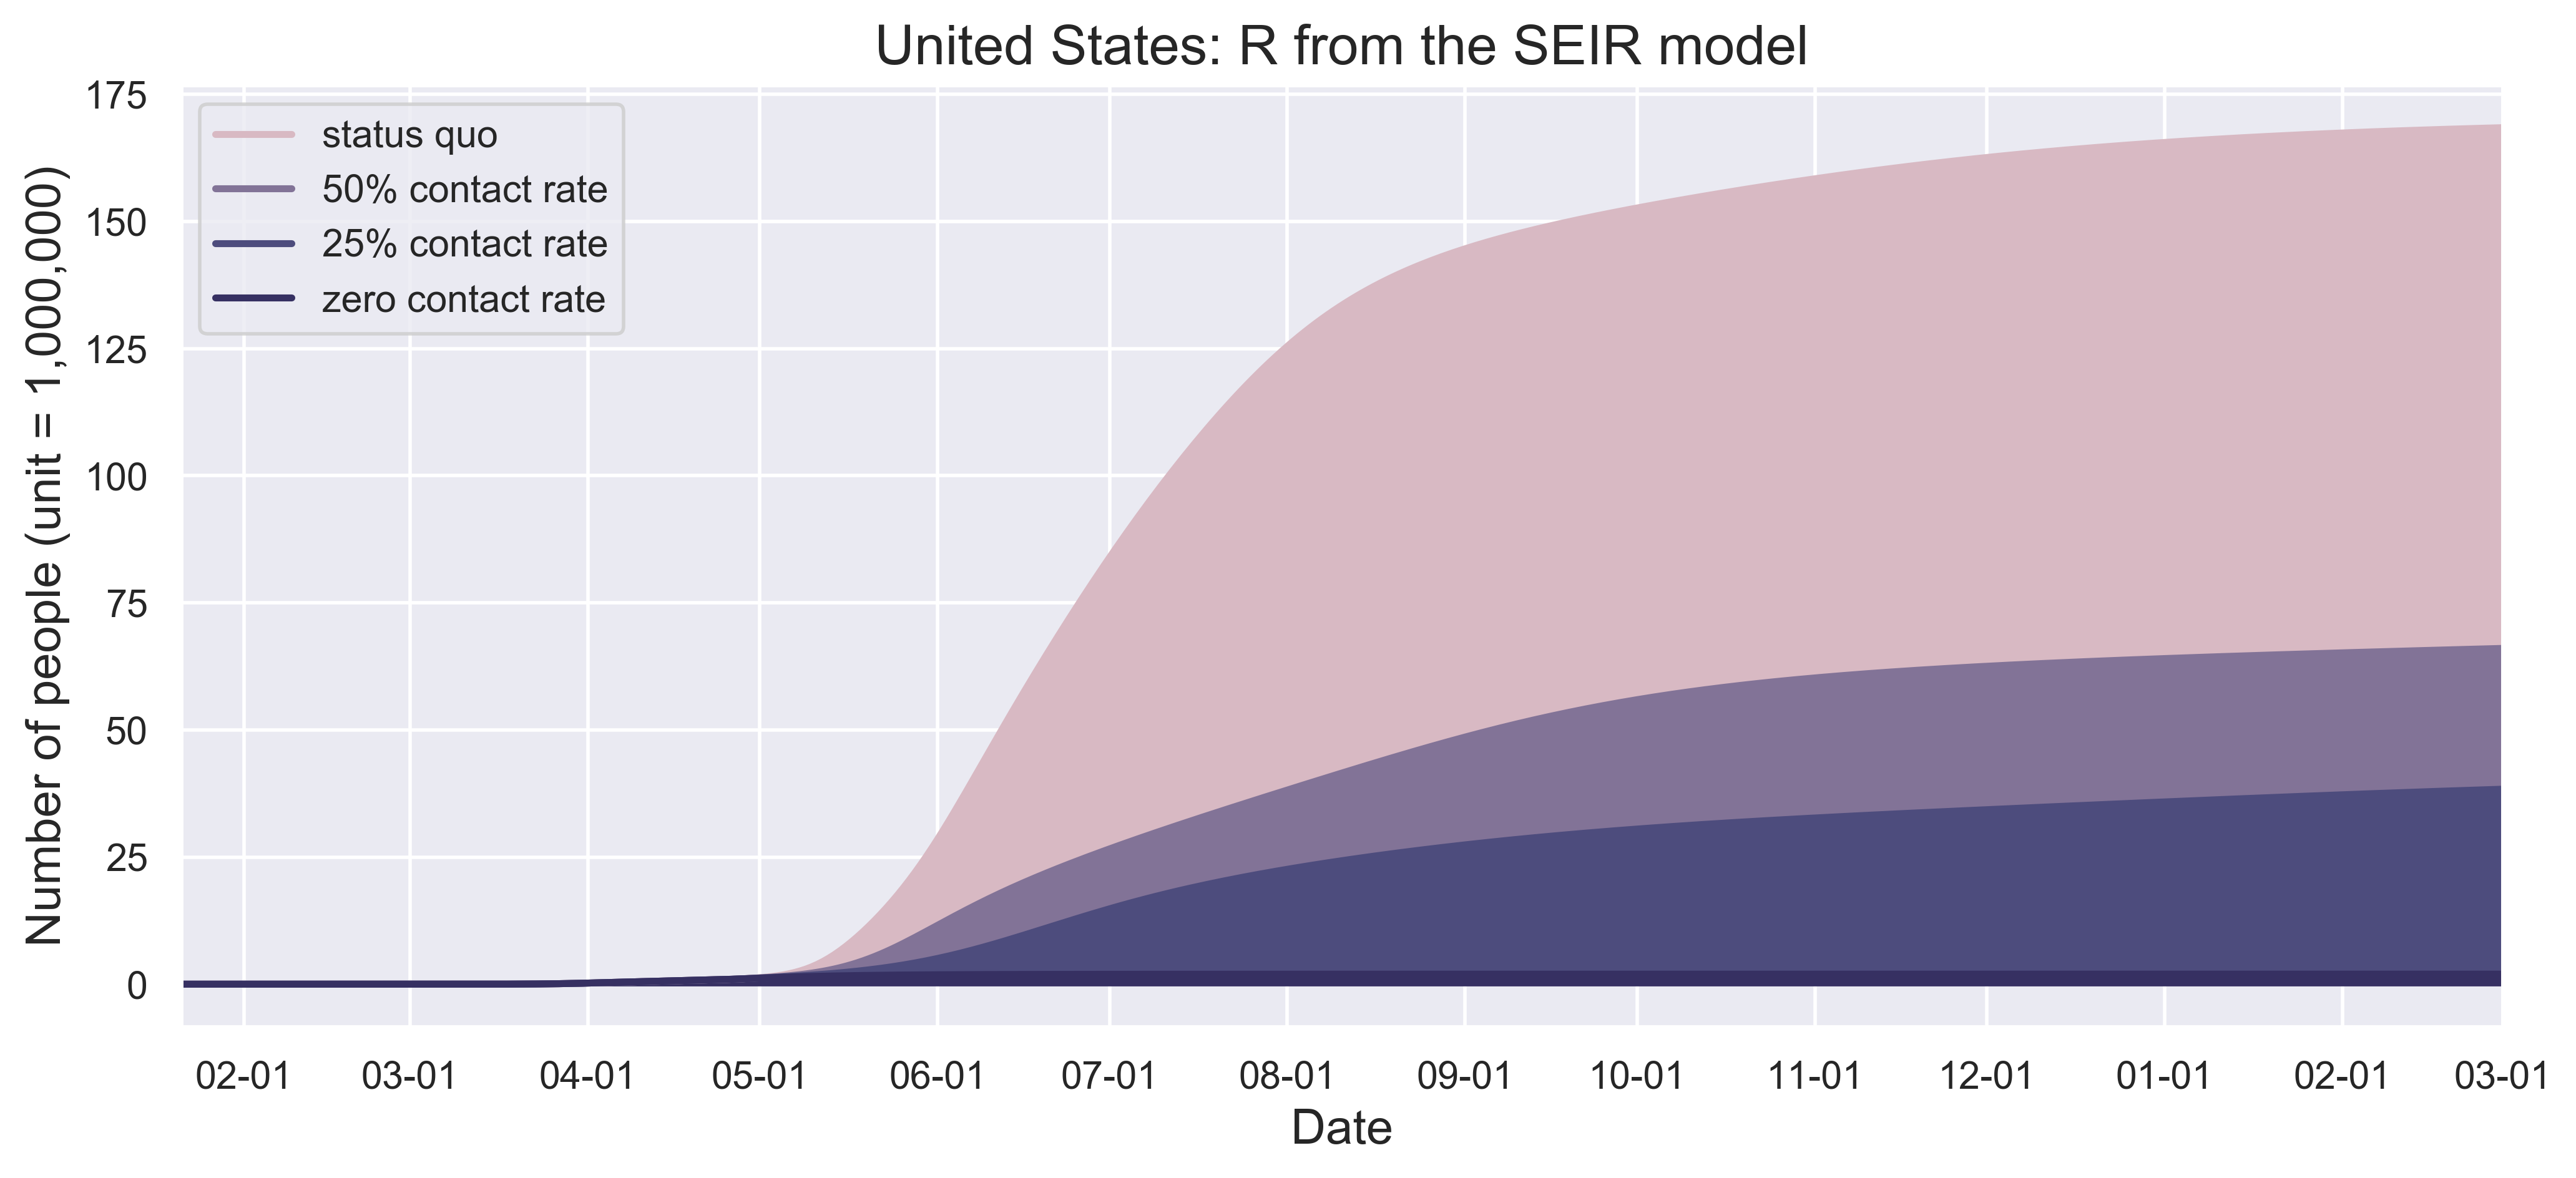 United States: R from the SEIR model
Number of people (unit = 1,000,000)
175
150
125
100
75
50
25
0
status quo
50% contact rate
25% contact rate
zero contact rate
02-01 03-01 04-01 05-01 06-01 07-01 08-01 09-01 10-01 11-01 12-01 01-01 02-01 03-01
Date